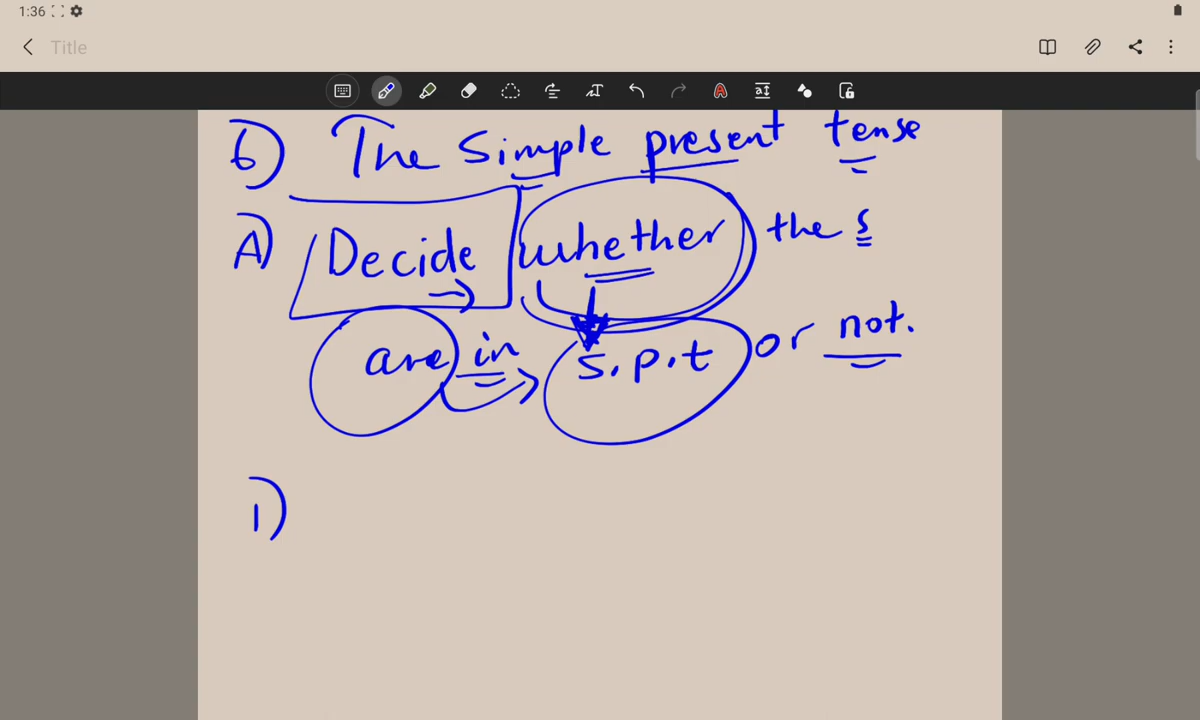 1:36
Title
6) The Simple present tense
A) Decide whether the s
are in s.p.t or not.
1)